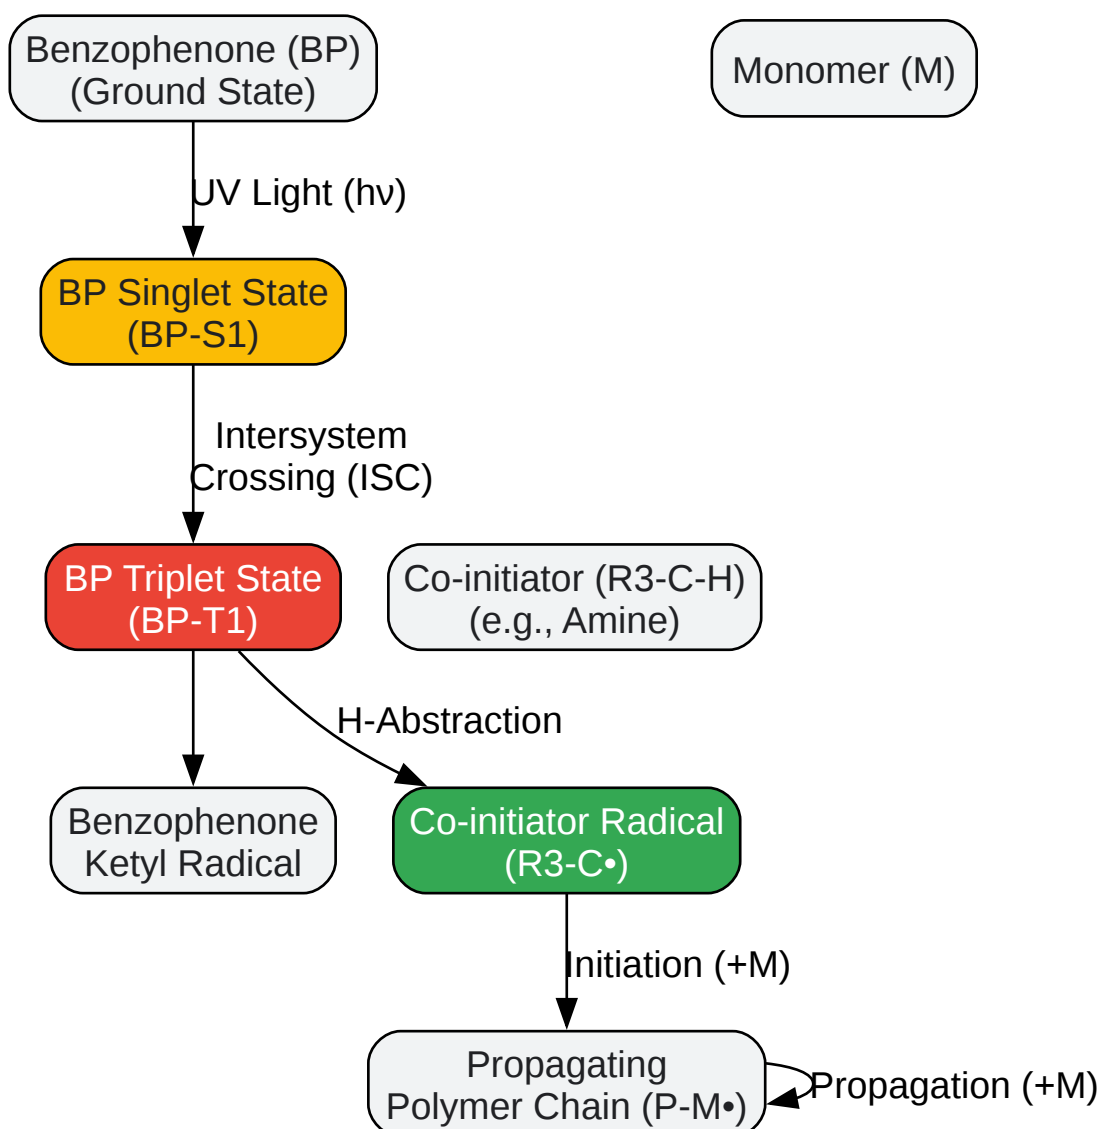 Benzophenone (BP)
(Ground State)
Monomer (M)
UV Light (hν)
BP Singlet State
(BP-S1)
Intersystem
Crossing (ISC)
BP Triplet State
(BP-T1)
Co-initiator (R3-C-H)
(e.g., Amine)
H-Abstraction
Benzophenone
Ketyl Radical
Co-initiator Radical
(R3-C•)
Initiation (+M)
Propagating
Polymer Chain (P-M•)
Propagation (+M)